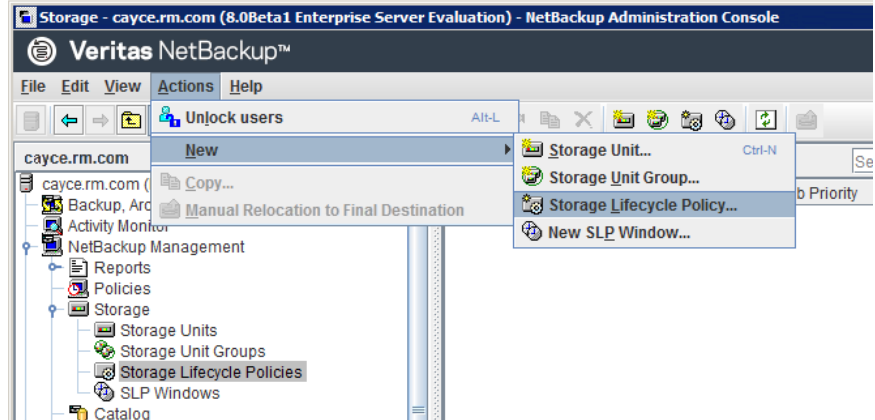 Storage - cayce.rm.com (8.0Beta1 Enterprise Server Evaluation) - NetBackup Administration Console
Veritas NetBackup™
File Edit View Actions Help
Unlock users Alt-L
cayce.rm.com New Storage Unit... Ctrl-N Se
cayce.rm.com ( Copy... Storage Unit Group...
Backup, Arc Manual Relocation to Final Destination Storage Lifecycle Policy... b Priority
Activity Monitor New SLP Window...
NetBackup Management
Reports
Policies
Storage
Storage Units
Storage Unit Groups
Storage Lifecycle Policies
SLP Windows
Catalog